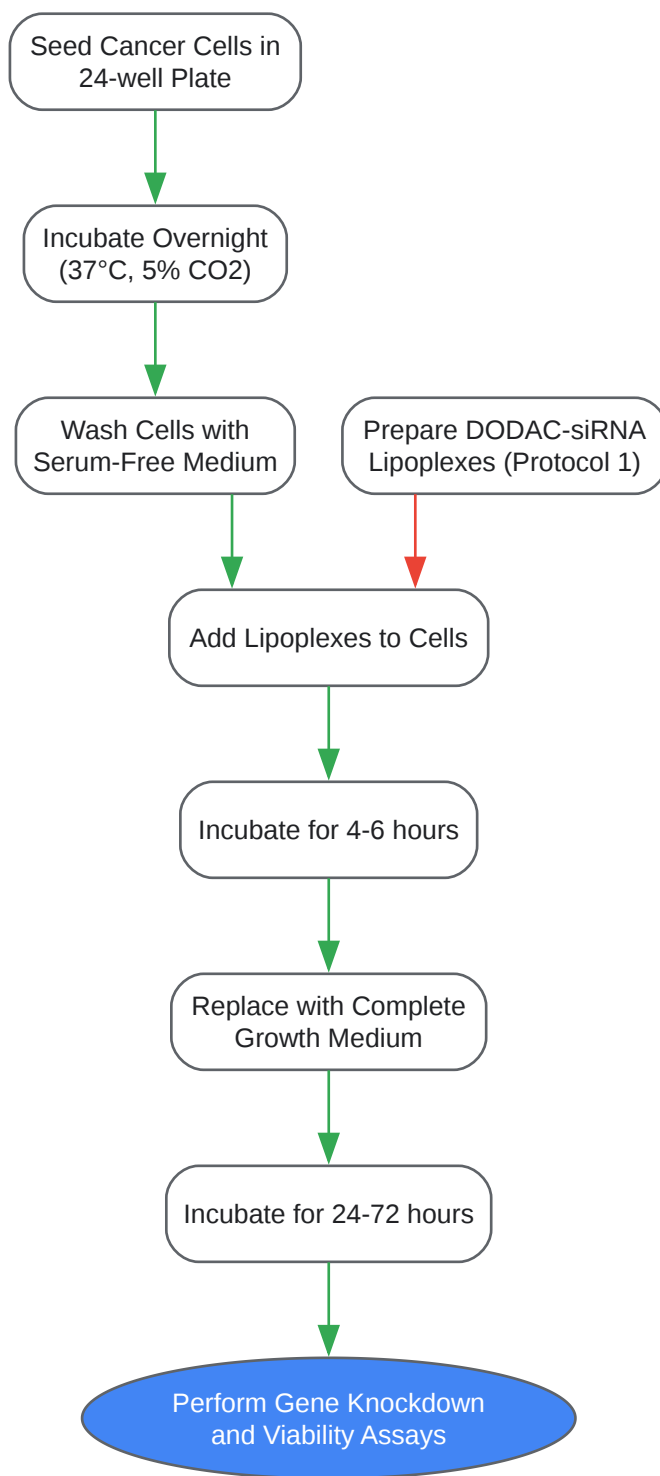 Seed Cancer Cells in
24-well Plate
Incubate Overnight
(37°C, 5% CO2)
Wash Cells with
Serum-Free Medium
Prepare DODAC-siRNA
Lipoplexes (Protocol 1)
Add Lipoplexes to Cells
Incubate for 4-6 hours
Replace with Complete
Growth Medium
Incubate for 24-72 hours
Perform Gene Knockdown
and Viability Assays